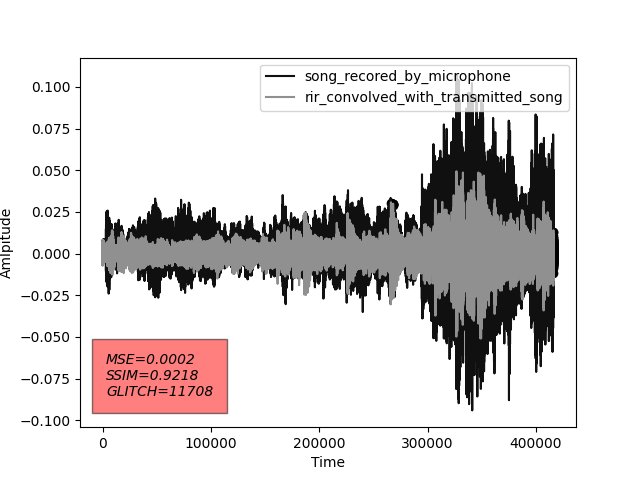 song_recored_by_microphone
rir_convolved_with_transmitted_song
0.100
0.075
0.050
0.025
0.000
−0.025
−0.050
−0.075
−0.100
Amlpitude
MSE=0.0002
SSIM=0.9218
GLITCH=11708
0
100000
200000
300000
400000
Time